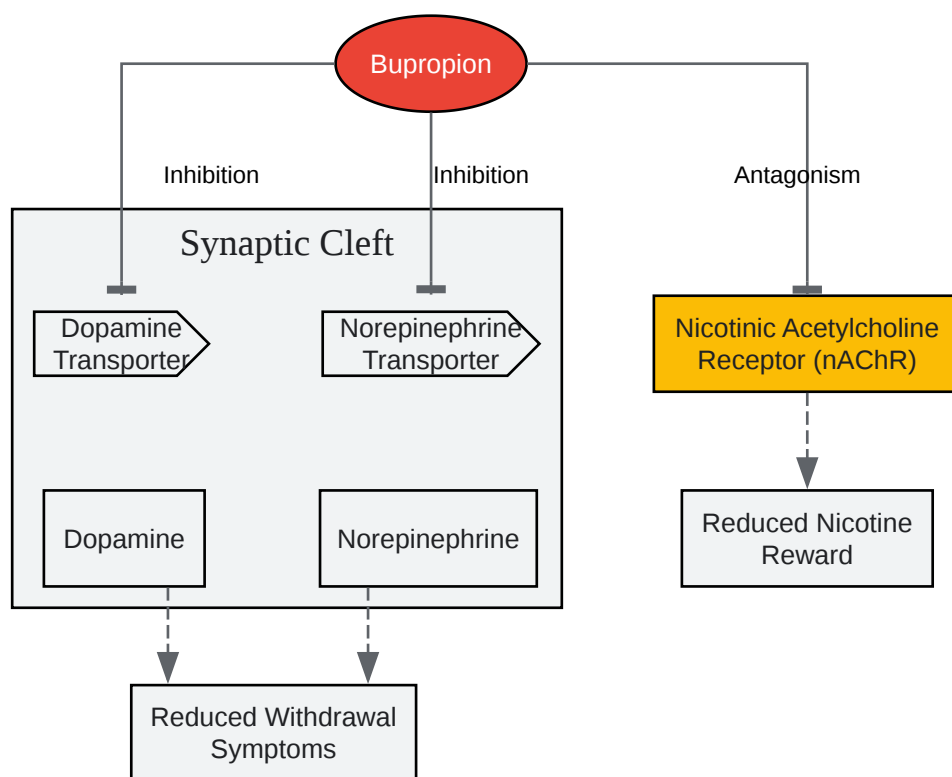 Bupropion
Inhibition
Inhibition
Antagonism
Synaptic Cleft
Dopamine
Transporter
Norepinephrine
Transporter
Nicotinic Acetylcholine
Receptor (nAChR)
Dopamine
Norepinephrine
Reduced Nicotine
Reward
Reduced Withdrawal
Symptoms